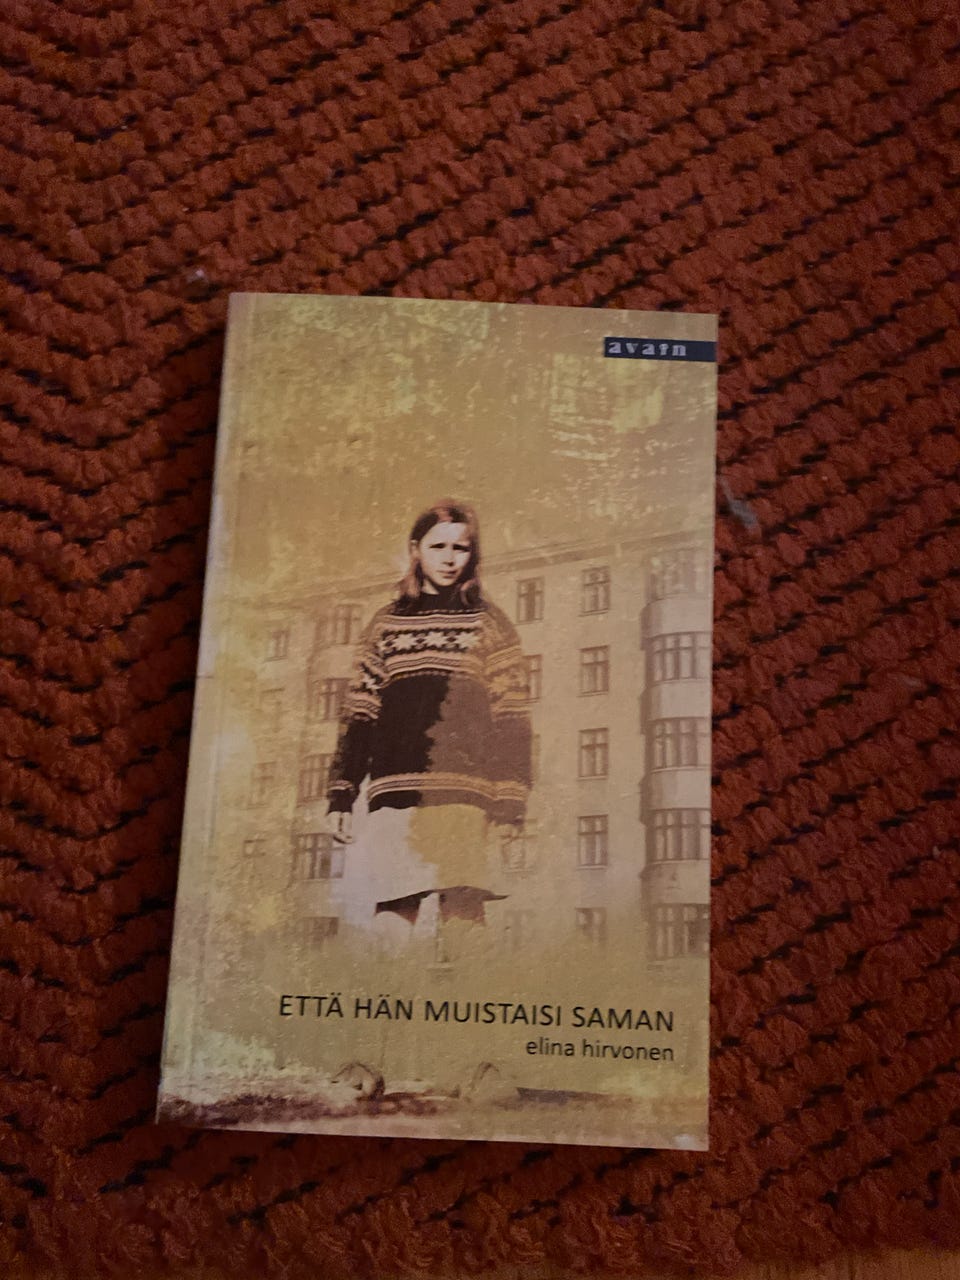 avain
ETTÄ HÄN MUISTAISI SAMAN
elina hirvonen